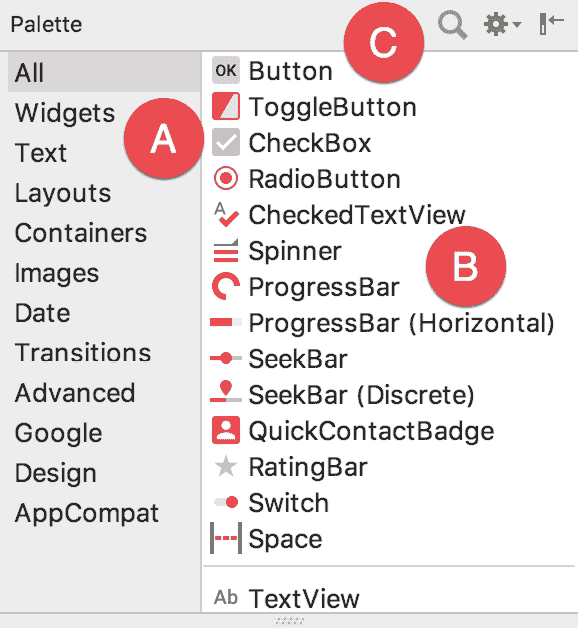 Palette
C
All
Widgets
Text
Layouts
Containers
Images
Date
Transitions
Advanced
Google
Design
AppCompat
A
OK Button
ToggleButton
CheckBox
RadioButton
A CheckedTextView
Spinner
ProgressBar
ProgressBar (Horizontal)
SeekBar
SeekBar (Discrete)
QuickContactBadge
RatingBar
Switch
Space
Ab TextView
B